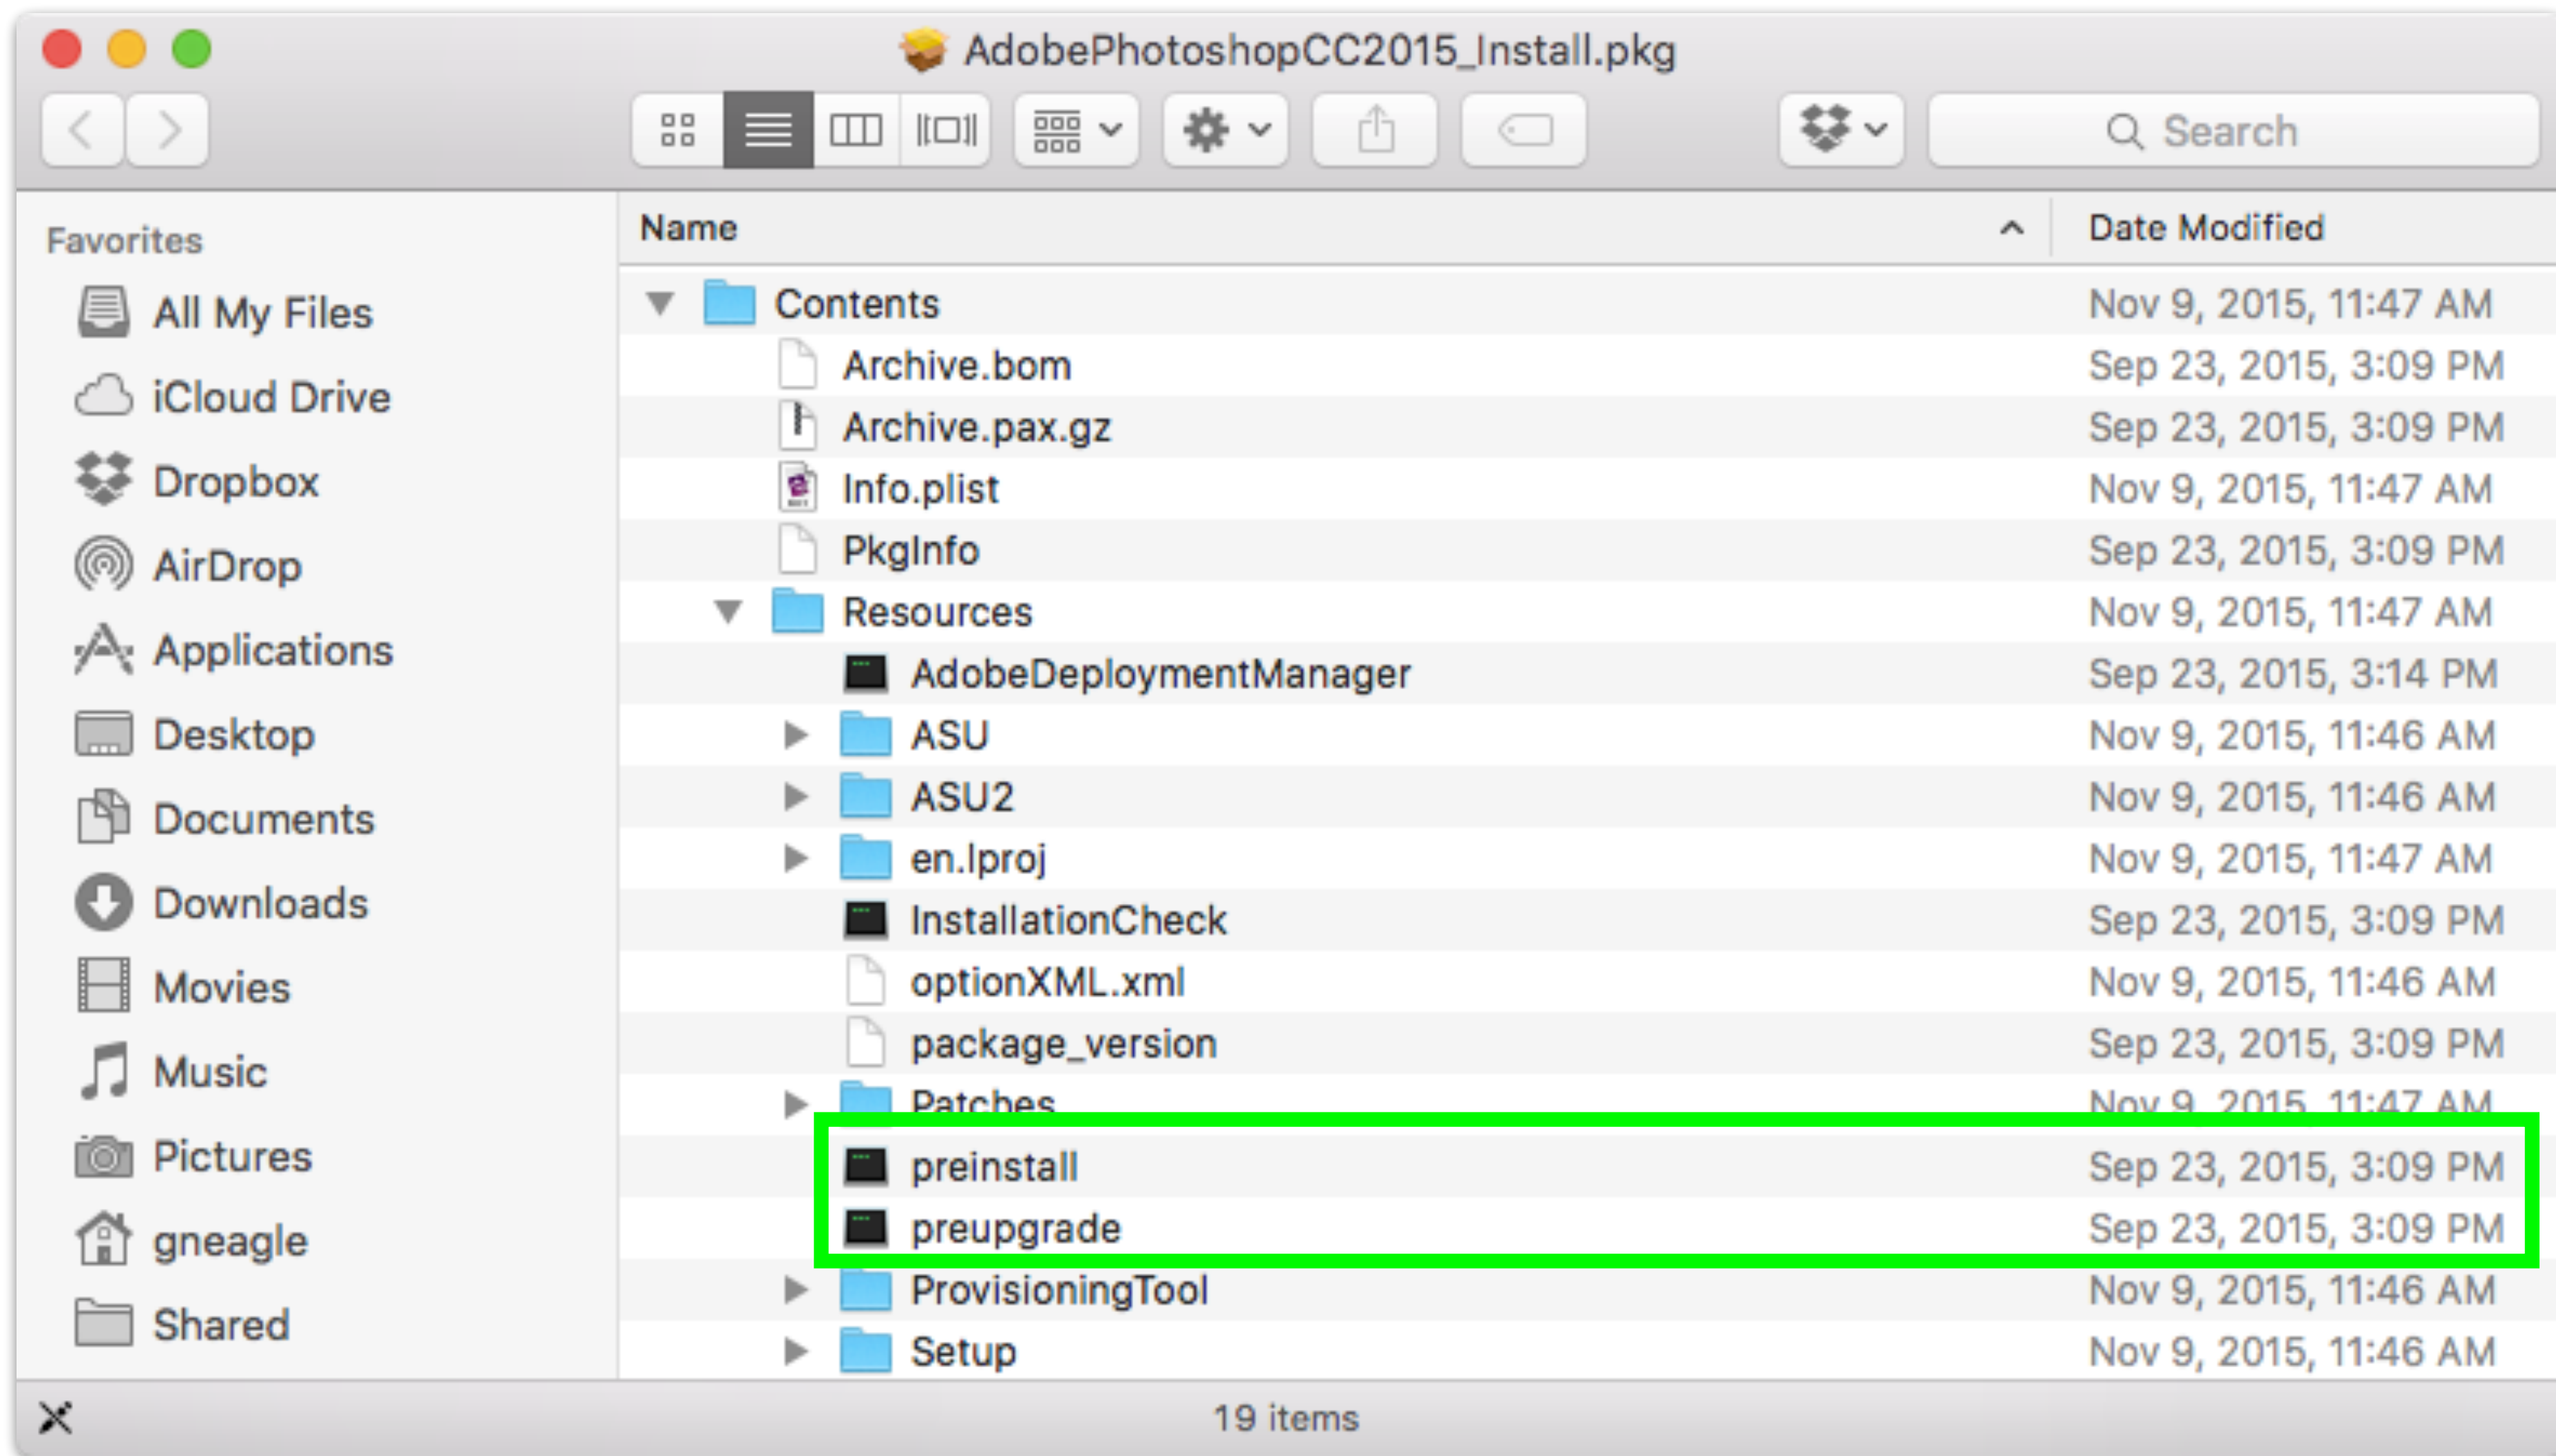 AdobePhotoshopCC2015_Install.pkg
Search
Favorites
All My Files
iCloud Drive
Dropbox
AirDrop
Applications
Desktop
Documents
Downloads
Movies
Music
Pictures
gneagle
Shared
Name Date Modified
Contents Nov 9, 2015, 11:47 AM
Archive.bom Sep 23, 2015, 3:09 PM
Archive.pax.gz Sep 23, 2015, 3:09 PM
Info.plist Nov 9, 2015, 11:47 AM
PkgInfo Sep 23, 2015, 3:09 PM
Resources Nov 9, 2015, 11:47 AM
AdobeDeploymentManager Sep 23, 2015, 3:14 PM
ASU Nov 9, 2015, 11:46 AM
ASU2 Nov 9, 2015, 11:46 AM
en.lproj Nov 9, 2015, 11:47 AM
InstallationCheck Sep 23, 2015, 3:09 PM
optionXML.xml Nov 9, 2015, 11:46 AM
package_version Sep 23, 2015, 3:09 PM
Patches Nov 9, 2015, 11:47 AM
preinstall Sep 23, 2015, 3:09 PM
preupgrade Sep 23, 2015, 3:09 PM
ProvisioningTool Nov 9, 2015, 11:46 AM
Setup Nov 9, 2015, 11:46 AM
19 items